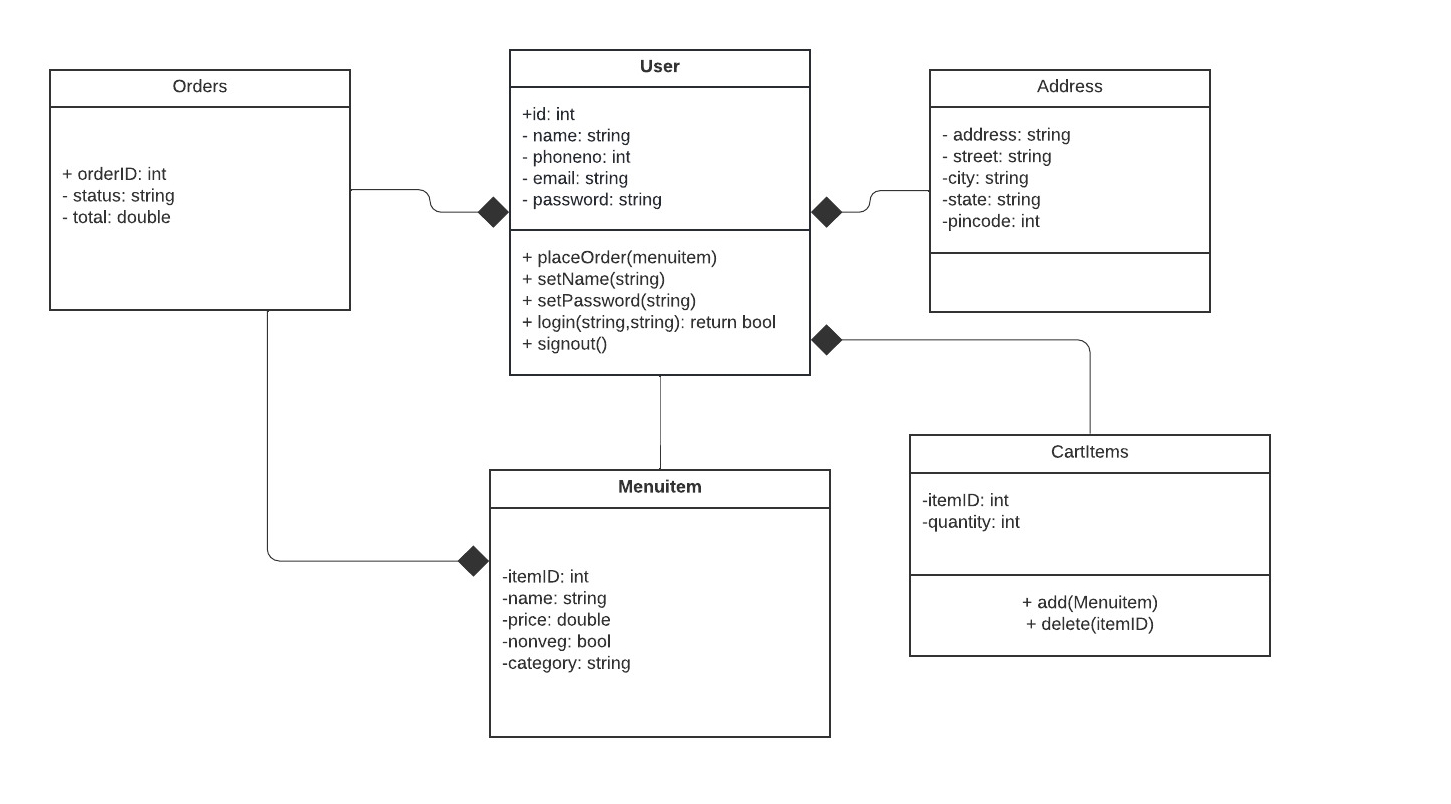 Orders
+ orderID: int
- status: string
- total: double
User
+id: int
- name: string
- phoneno: int
- email: string
- password: string
+ placeOrder(menuitem)
+ setName(string)
+ setPassword(string)
+ login(string,string): return bool
+ signout()
Address
- address: string
- street: string
-city: string
-state: string
-pincode: int
Menuitem
-itemID: int
-name: string
-price: double
-nonveg: bool
-category: string
CartItems
-itemID: int
-quantity: int
+ add(Menuitem)
+ delete(itemID)